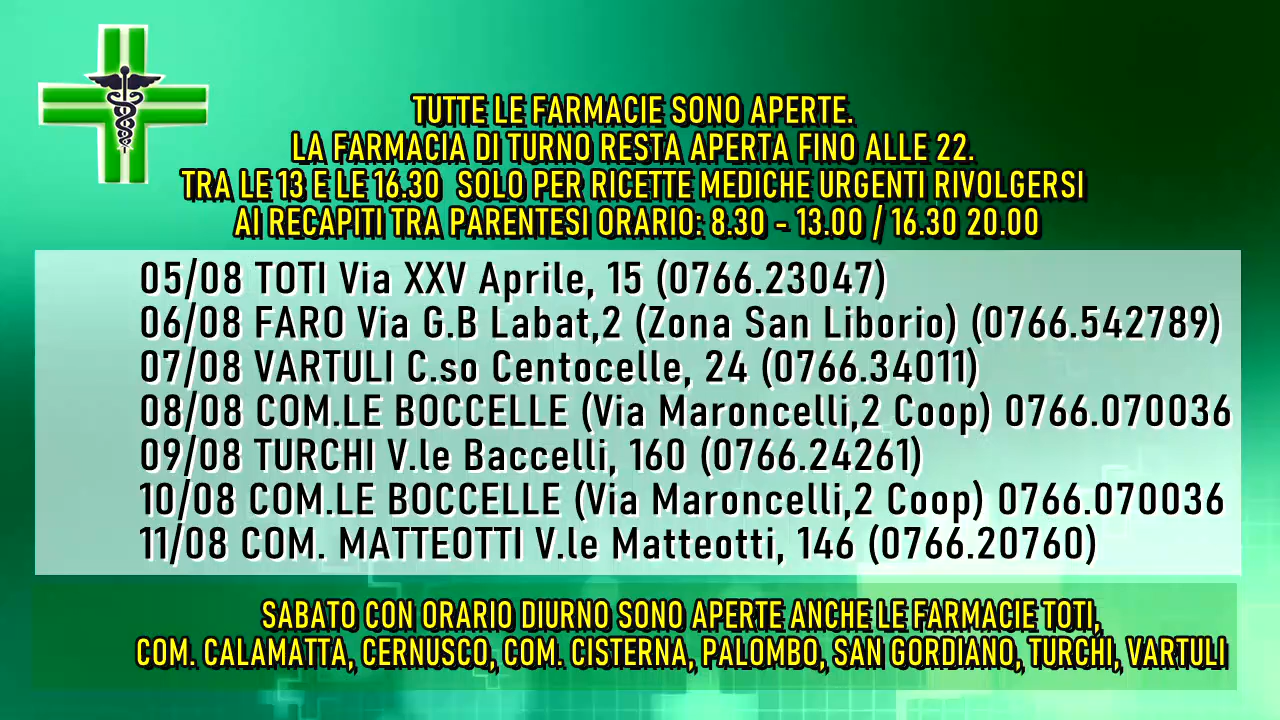 TUTTE LE FARMACIE SONO APERTE.
LA FARMACIA DI TURNO RESTA APERTA FINO ALLE 22.
TRA LE 13 E LE 16.30 SOLO PER RICETTE MEDICHE URGENTI RIVOLGERSI
AI RECAPITI TRA PARENTESI ORARIO: 8.30 - 13.00 / 16.30 20.00
05/08 TOTI Via XXV Aprile, 15 (0766.23047)
06/08 FARO Via G.B Labat,2 (Zona San Liborio) (0766.542789)
07/08 VARTULI C.so Centocelle, 24 (0766.34011)
08/08 COM.LE BOCCELLE (Via Maroncelli,2 Coop) 0766.070036
09/08 TURCHI V.le Baccelli, 160 (0766.24261)
10/08 COM.LE BOCCELLE (Via Maroncelli,2 Coop) 0766.070036
11/08 COM. MATTEOTTI V.le Matteotti, 146 (0766.20760)
SABATO CON ORARIO DIURNO SONO APERTE ANCHE LE FARMACIE TOTI,
COM. CALAMATTA, CERNUSCO, COM. CISTERNA, PALOMBO, SAN GORDIANO, TURCHI, VARTULI